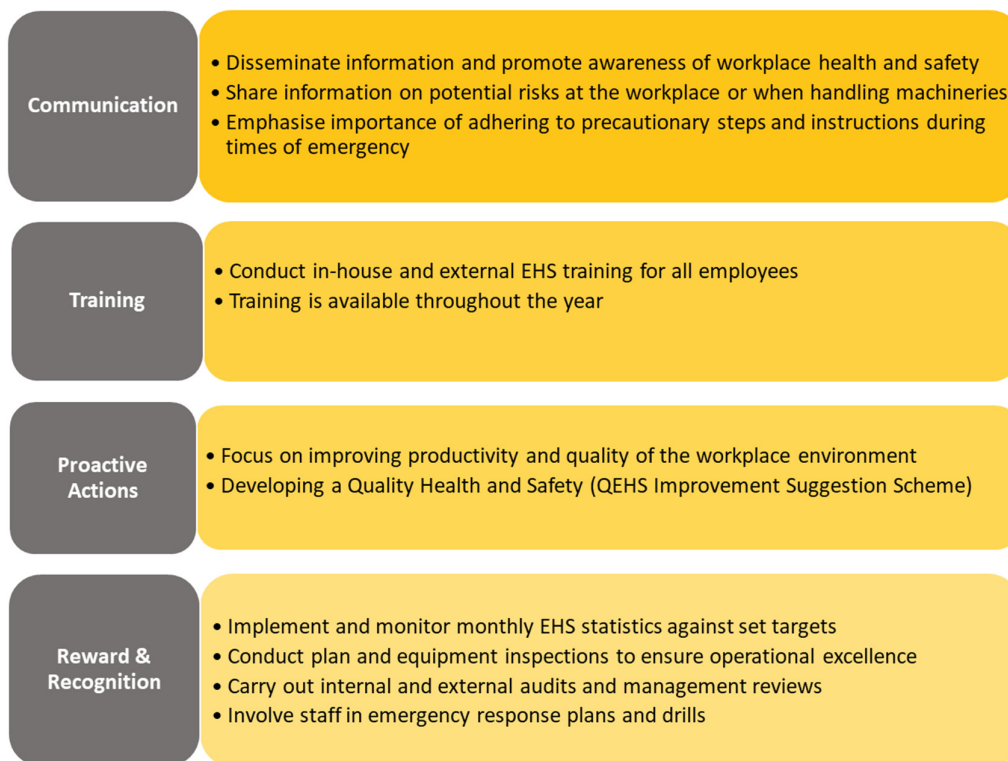 Communication
• Disseminate information and promote awareness of workplace health and safety
• Share information on potential risks at the workplace or when handling machineries
• Emphasise importance of adhering to precautionary steps and instructions during
times of emergency
Training
• Conduct in-house and external EHS training for all employees
• Training is available throughout the year
Proactive
Actions
• Focus on improving productivity and quality of the workplace environment
• Developing a Quality Health and Safety (QEHS Improvement Suggestion Scheme)
Reward &
Recognition
• Implement and monitor monthly EHS statistics against set targets
• Conduct plan and equipment inspections to ensure operational excellence
• Carry out internal and external audits and management reviews
• Involve staff in emergency response plans and drills